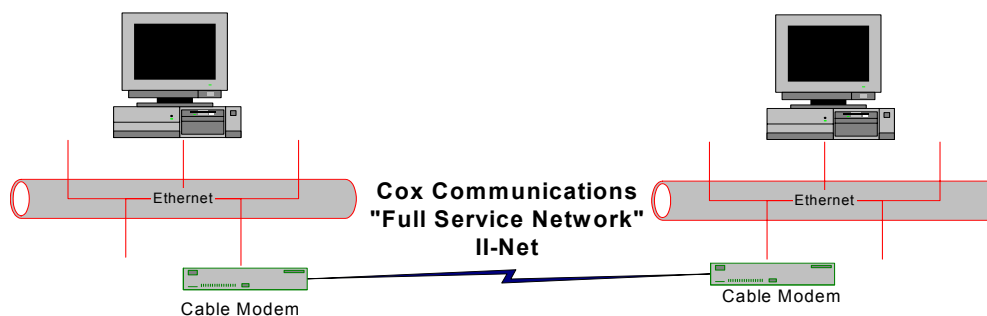 Ethernet
Cox Communications
"Full Service Network"
II-Net
Ethernet
Cable Modem
Cable Modem